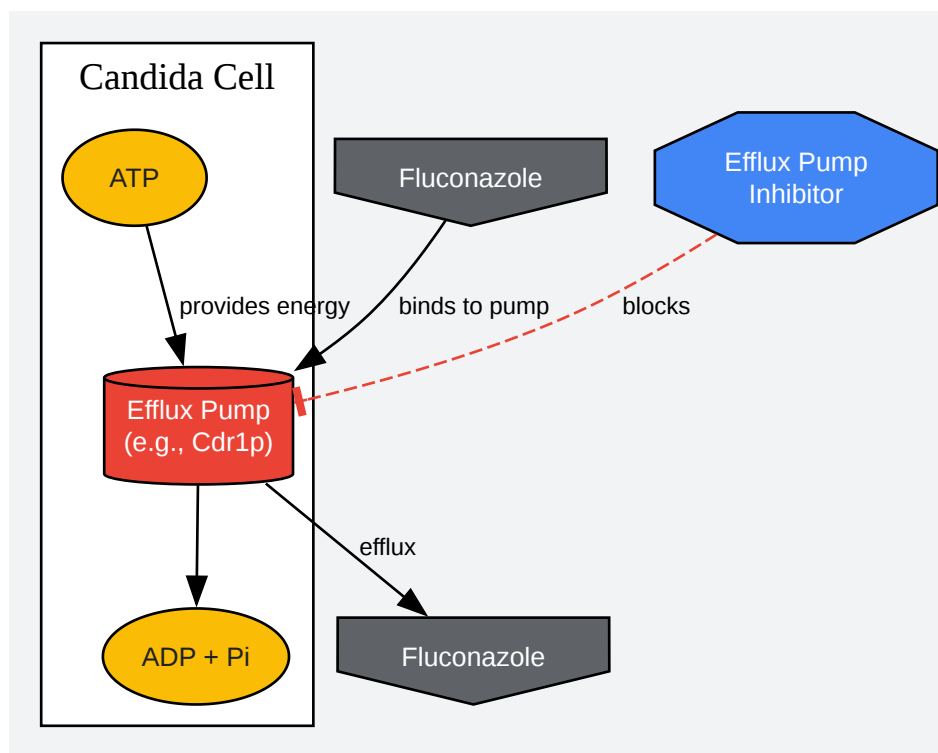 Candida Cell
ATP
Fluconazole
Efflux Pump
Inhibitor
provides energy
binds to pump
blocks
Efflux Pump
(e.g., Cdr1p)
efflux
ADP + Pi
Fluconazole